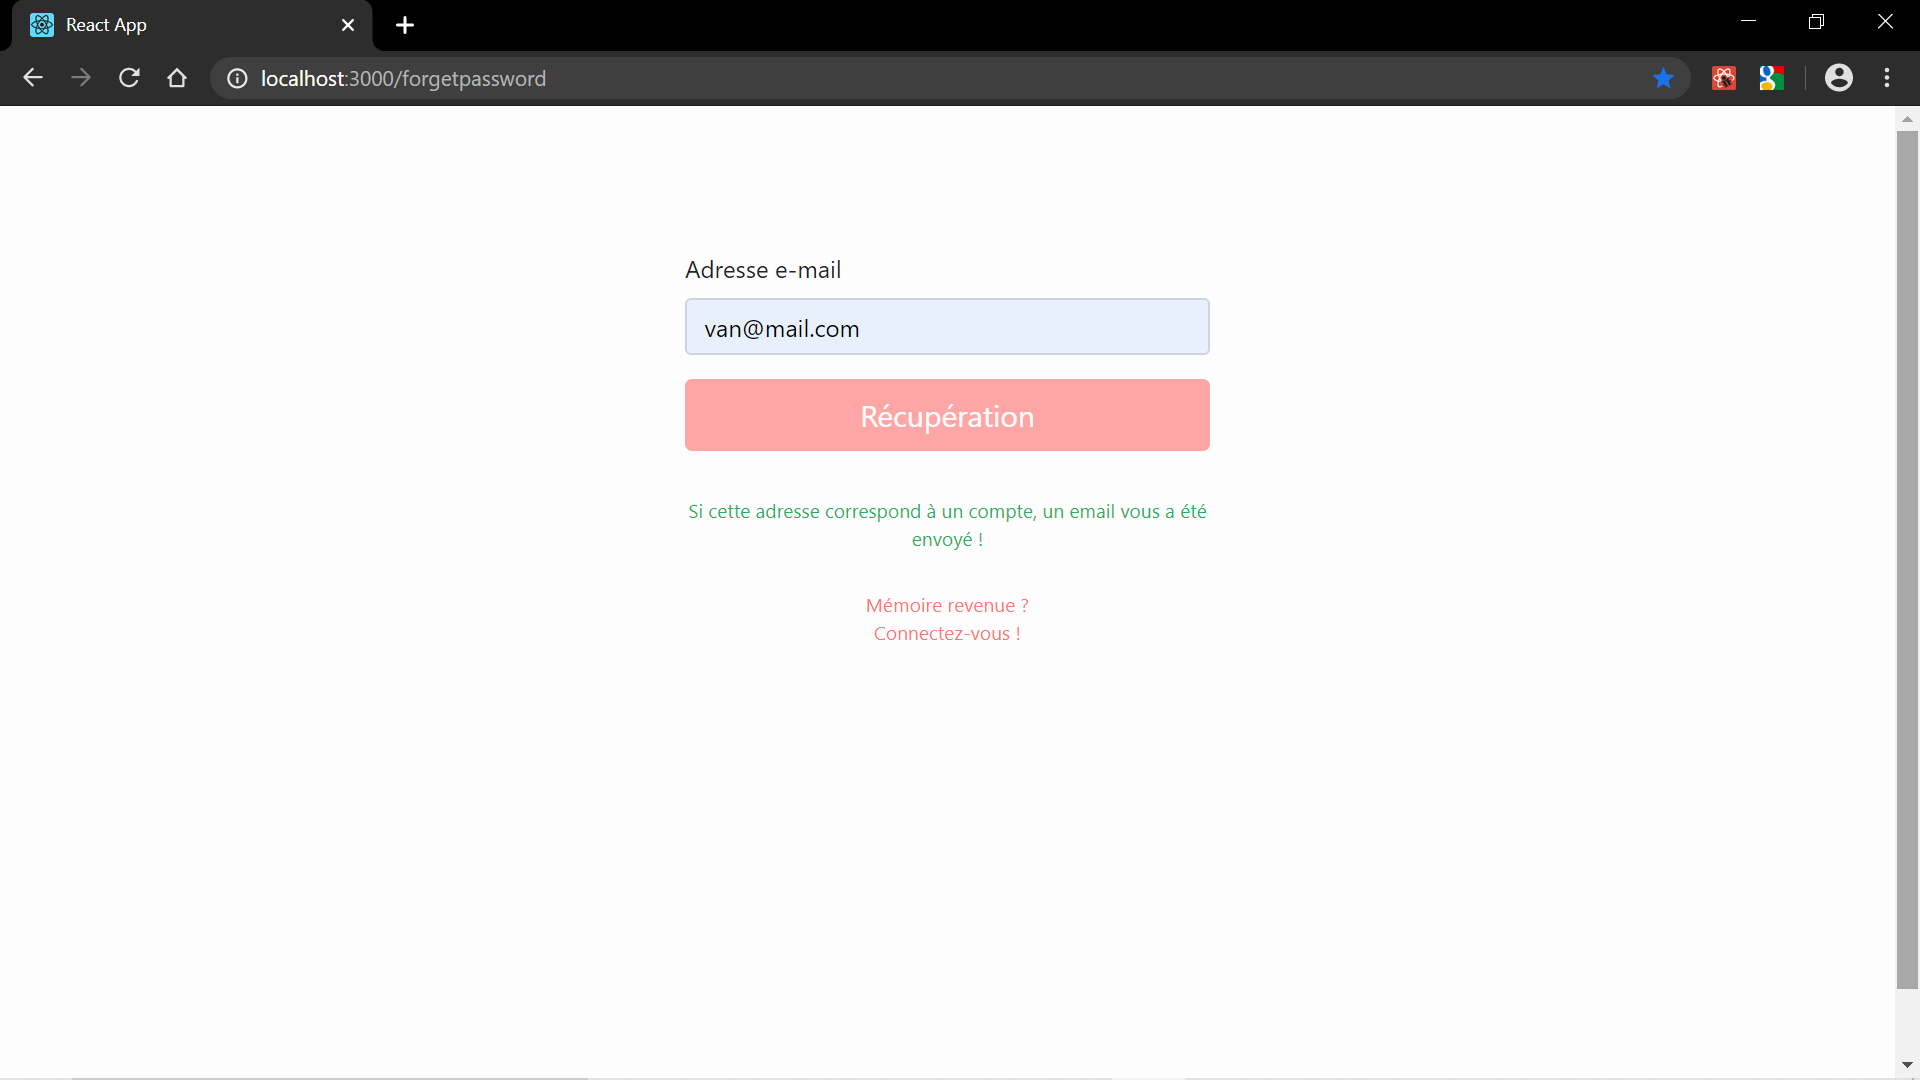 React App
localhost:3000/forgetpassword
Adresse e-mail
van@mail.com
Récupération
Si cette adresse correspond à un compte, un email vous a été
envoyé !
Mémoire revenue ?
Connectez-vous !